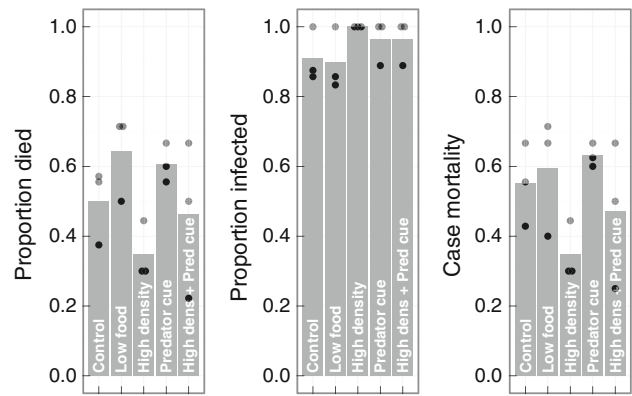 Proportion died
1.0
0.8
0.6
0.4
0.2
0.0
Control
Low food
High density
Predator cue
High dens + Pred cue
Proportion infected
1.0
0.8
0.6
0.4
0.2
0.0
Control
Low food
High density
Predator cue
High dens + Pred cue
Case mortality
1.0
0.8
0.6
0.4
0.2
0.0
Control
Low food
High density
Predator cue
High dens + Pred cue